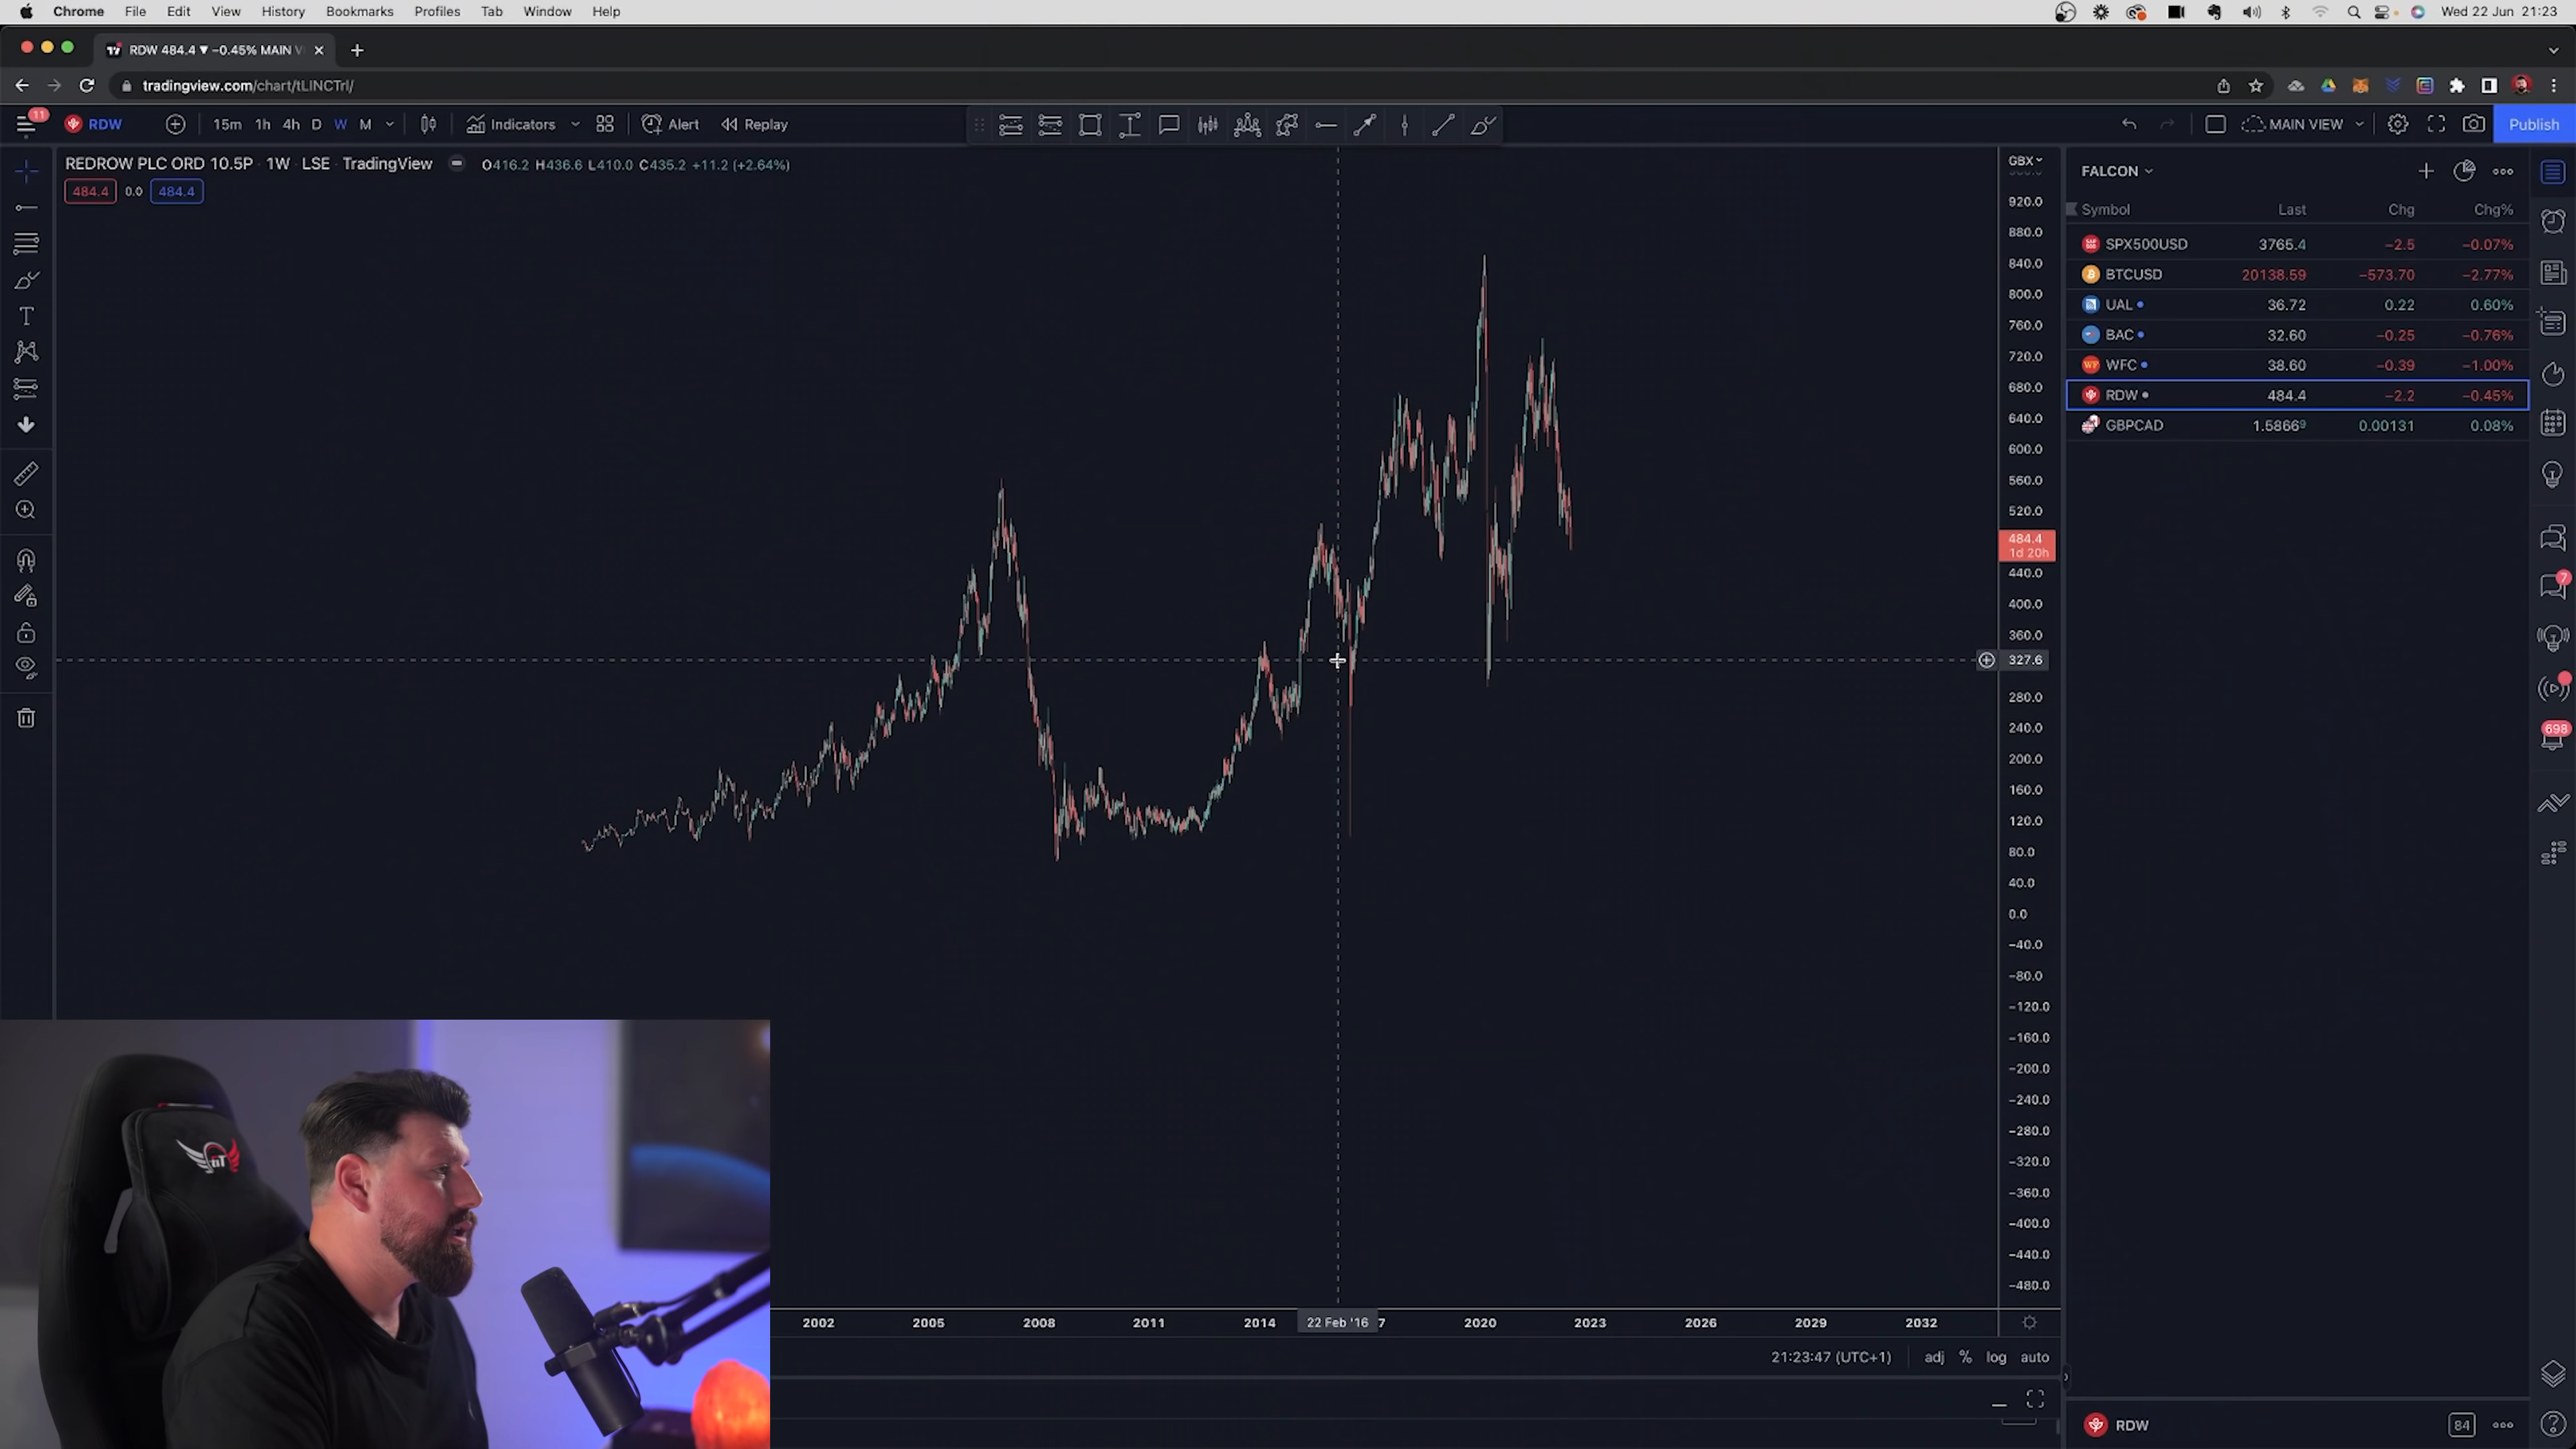 Chrome File Edit View History Bookmarks Profiles Tab Window Help Wed 22 Jun 21:23
RDW 484.4 ▼ −0.45% MAIN V
tradingview.com/chart/tLINCTrl/
11 RDW 15m 1h 4h D W M Indicators Alert Replay MAIN VIEW Publish
REDROW PLC ORD 10.5P · 1W · LSE · TradingView O416.2 H436.6 L410.0 C435.2 +11.2 (+2.64%)
484.4 0.0 484.4
GBX
920.0
880.0
840.0
800.0
760.0
720.0
680.0
640.0
600.0
560.0
520.0
484.4
1d 20h
440.0
400.0
360.0
327.6
280.0
240.0
200.0
160.0
120.0
80.0
40.0
0.0
−40.0
−80.0
−120.0
−160.0
−200.0
−240.0
−280.0
−320.0
−360.0
−400.0
−440.0
−480.0
2002 2005 2008 2011 2014 22 Feb '16 7 2020 2023 2026 2029 2032
21:23:47 (UTC+1) adj % log auto
FALCON
Symbol Last Chg Chg%
SPX500USD 3765.4 −2.5 −0.07%
BTCUSD 20138.59 −573.70 −2.77%
UAL 36.72 0.22 0.60%
BAC 32.60 −0.25 −0.76%
WFC 38.60 −0.39 −1.00%
RDW 484.4 −2.2 −0.45%
GBPCAD 1.5866⁹ 0.00131 0.08%
7
698
RDW 84